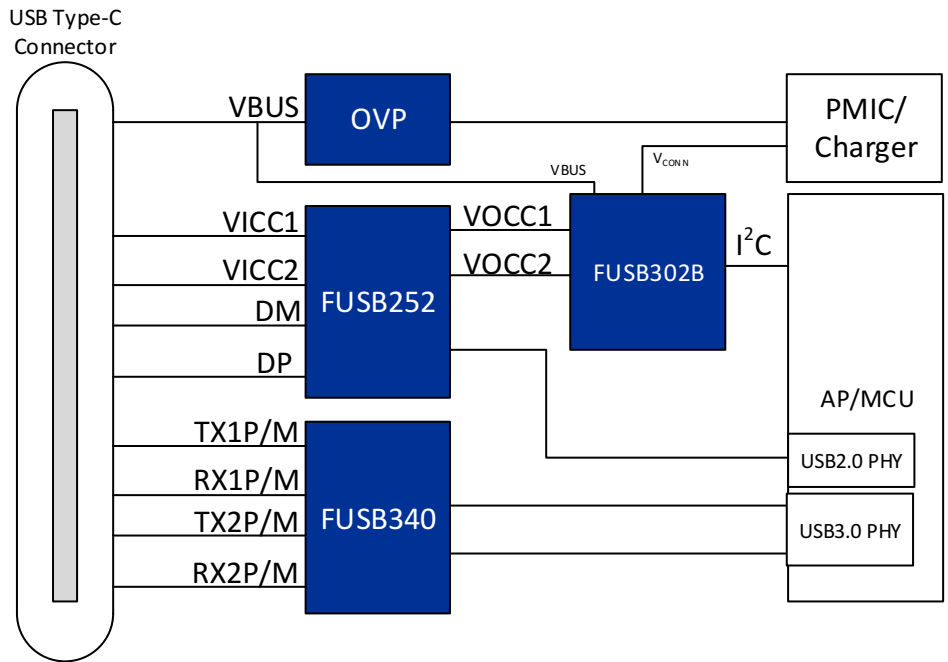 USB Type-C
Connector
VBUS
OVP
PMIC/
Charger
VBUS
VCONN
VICC1
VICC2
DM
DP
FUSB252
VOCC1
VOCC2
FUSB302B
I²C
AP/MCU
USB2.0 PHY
USB3.0 PHY
TX1P/M
RX1P/M
TX2P/M
RX2P/M
FUSB340